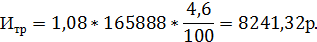 Итр = 1,08 * 165888 * 4,6/100 = 8241,32р.